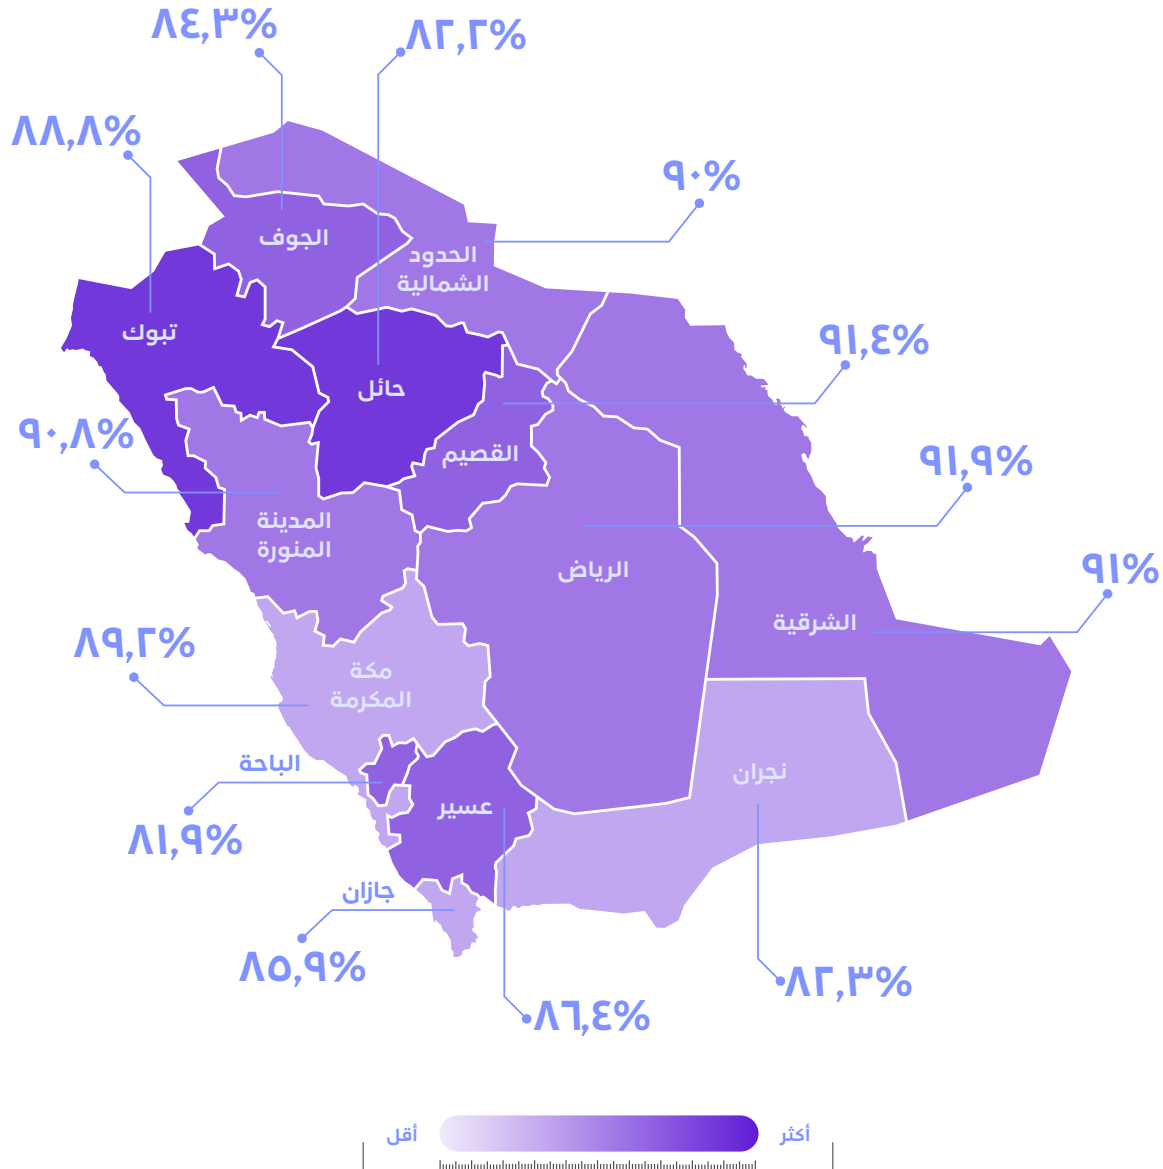 ٨٤,٣%
٨٢,٢%
٨٨,٨%
٩٠%
الجوف
الحدود
الشمالية
تبوك
٩١,٤%
حائل
٩٠,٨%
القصيم
٩١,٩%
المدينة
المنورة
الرياض
٩١%
الشرقية
٨٩,٢%
مكة
المكرمة
الباحة
نجران
عسير
٨١,٩%
جازان
٨٥,٩%
٨٢,٣%
٨٦,٤%
أكثر
أقل